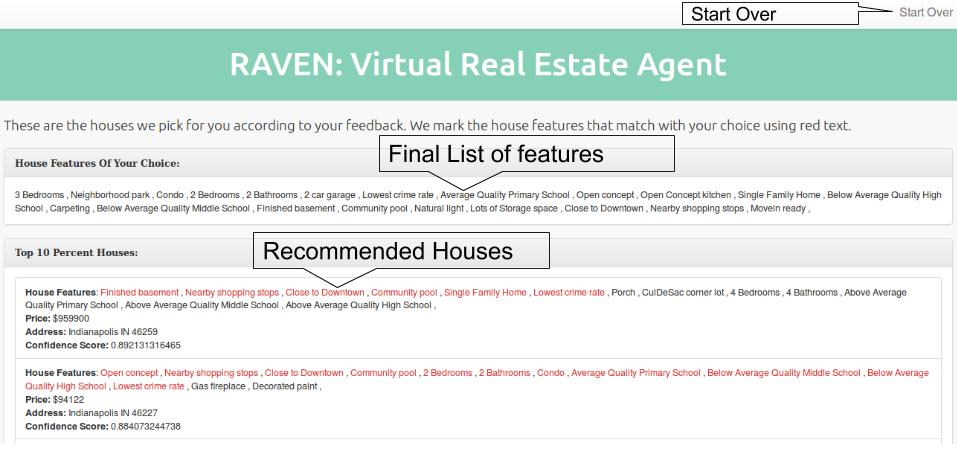 Start Over
Start Over
RAVEN: Virtual Real Estate Agent
These are the houses we pick for you according to your feedback. We mark the house features that match with your choice using red text.
Final List of features
House Features Of Your Choice:
3 Bedrooms , Neighborhood park , Condo , 2 Bedrooms , 2 Bathrooms , 2 car garage , Lowest crime rate , Average Quality Primary School , Open concept , Open Concept kitchen , Single Family Home , Below Average Quality High
School , Carpeting , Below Average Quality Middle School , Finished basement , Community pool , Natural light , Lots of Storage space , Close to Downtown , Nearby shopping stops , Movein ready ,
Recommended Houses
Top 10 Percent Houses:
House Features: Finished basement , Nearby shopping stops , Close to Downtown , Community pool , Single Family Home , Lowest crime rate , Porch , CulDeSac corner lot , 4 Bedrooms , 4 Bathrooms , Above Average
Quality Primary School , Above Average Quality Middle School , Above Average Quality High School ,
Price: $959900
Address: Indianapolis IN 46259
Confidence Score: 0.892131316465
House Features: Open concept , Nearby shopping stops , Close to Downtown , Community pool , 2 Bedrooms , 2 Bathrooms , Condo , Average Quality Primary School , Below Average Quality Middle School , Below Average
Quality High School , Lowest crime rate , Gas fireplace , Decorated paint ,
Price: $94122
Address: Indianapolis IN 46227
Confidence Score: 0.884073244738